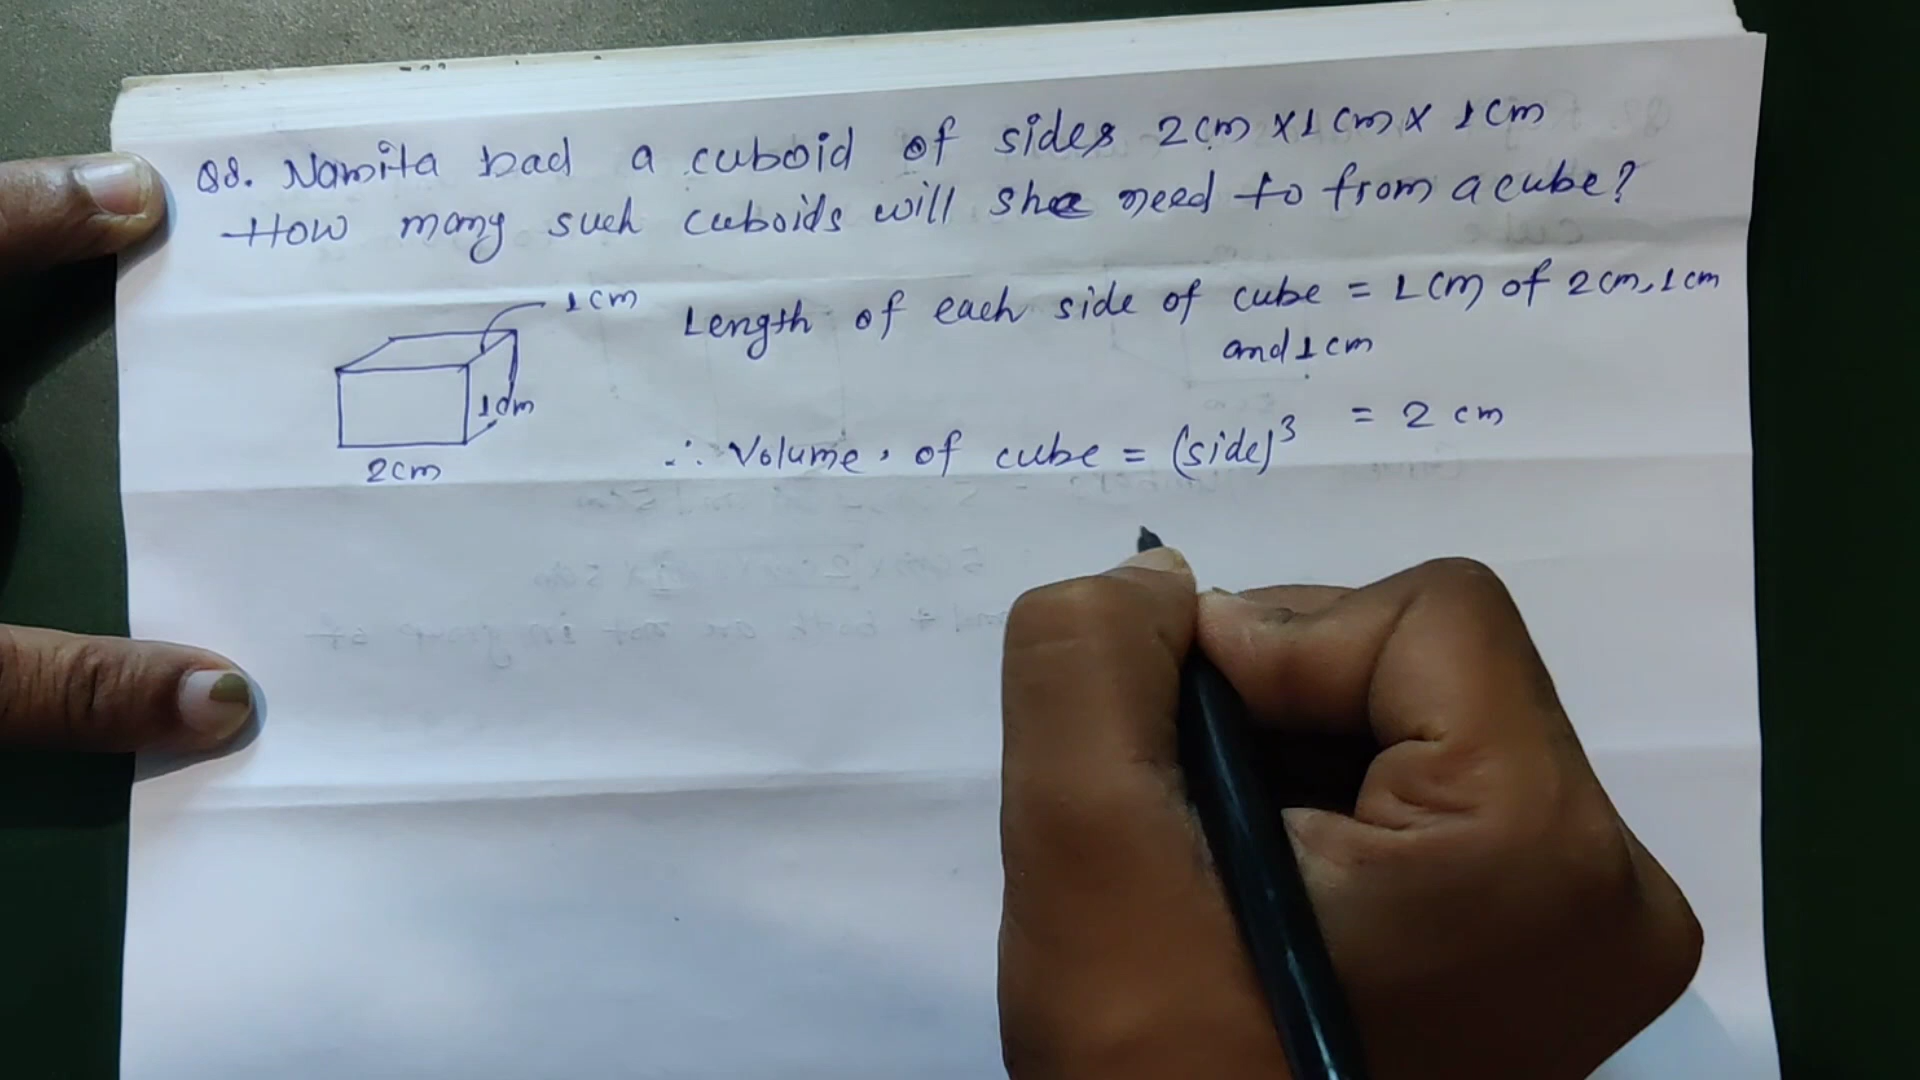 Q8. Namita had a cuboid of sides 2cm x 1cm x 1cm
How many such cuboids will she need to from a cube?
1cm
1cm
2cm
Length of each side of cube = LCM of 2cm, 1cm
and 1cm
= 2 cm
∴ Volume. of cube = (side)³